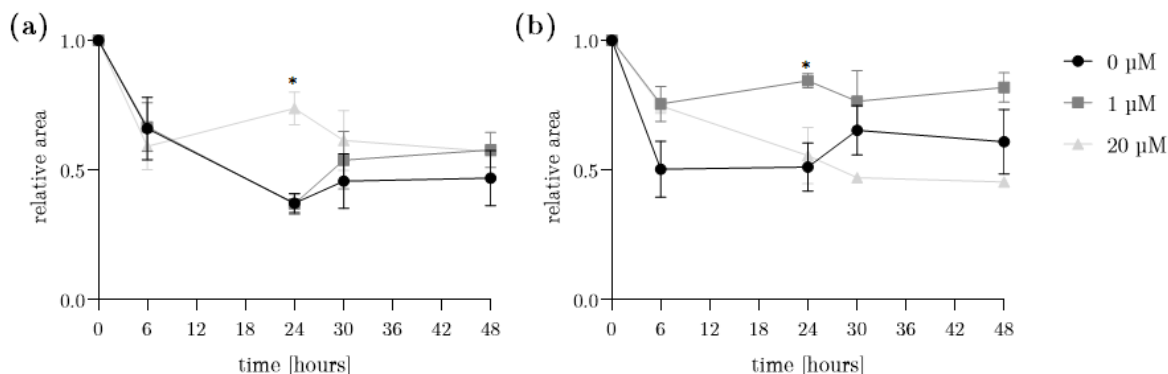 (a)
1.0
0.5
0.0
relative area
*
0 6 12 18 24 30 36 42 48
time [hours]
(b)
1.0
0.5
0.0
relative area
*
0 6 12 18 24 30 36 42 48
time [hours]
0 µM
1 µM
20 µM